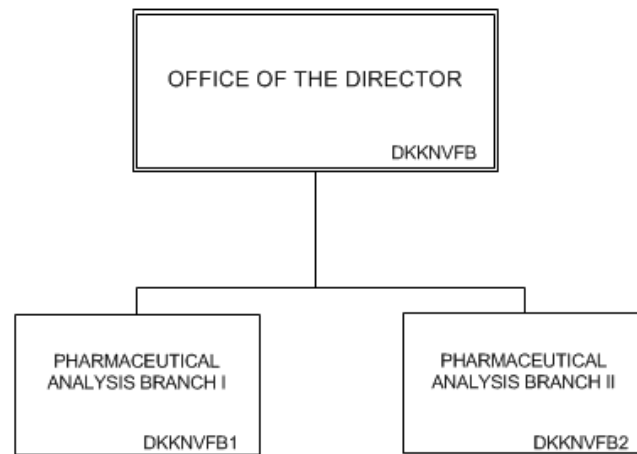 OFFICE OF THE DIRECTOR
DKKNVFB
PHARMACEUTICAL
ANALYSIS BRANCH I
DKKNVFB1
PHARMACEUTICAL
ANALYSIS BRANCH II
DKKNVFB2